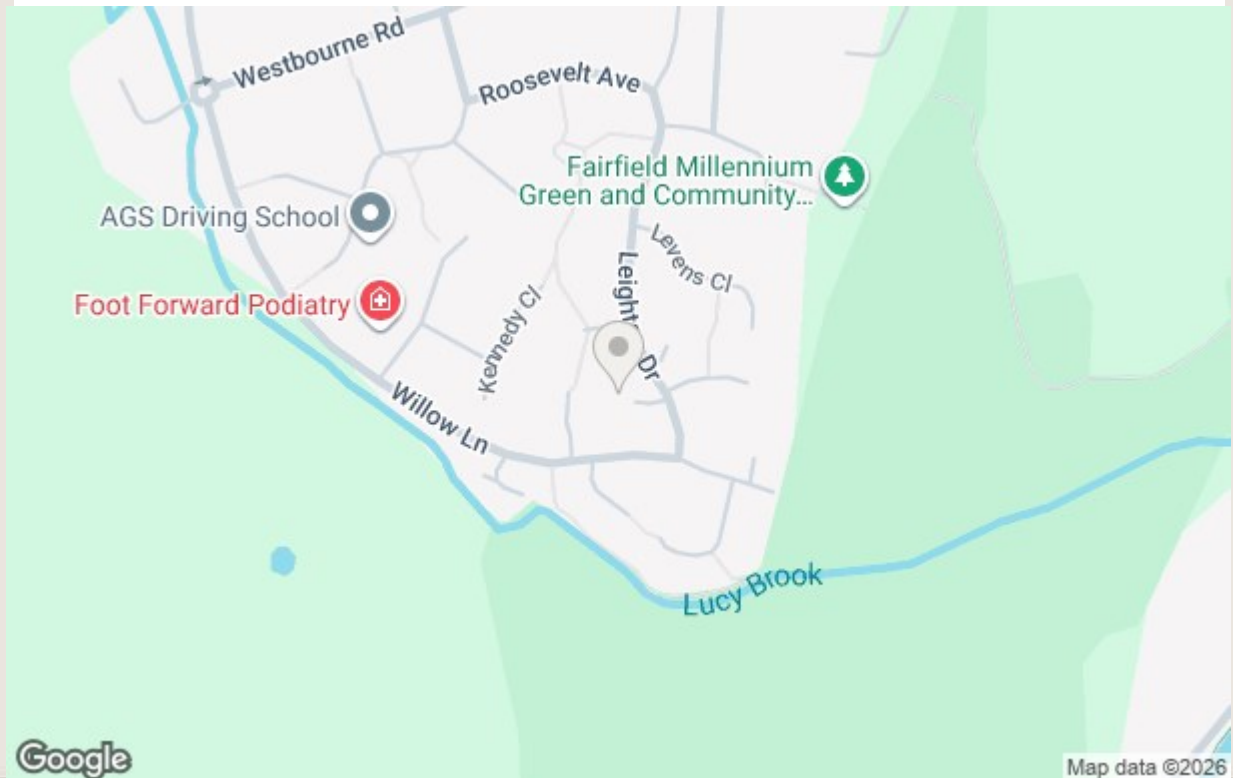 Westbourne Rd
Roosevelt Ave
Fairfield Millennium
Green and Community...
AGS Driving School
Levens Cl
Leighton Dr
Foot Forward Podiatry
Kennedy Cl
Willow Ln
Lucy Brook
Google
Map data ©2026